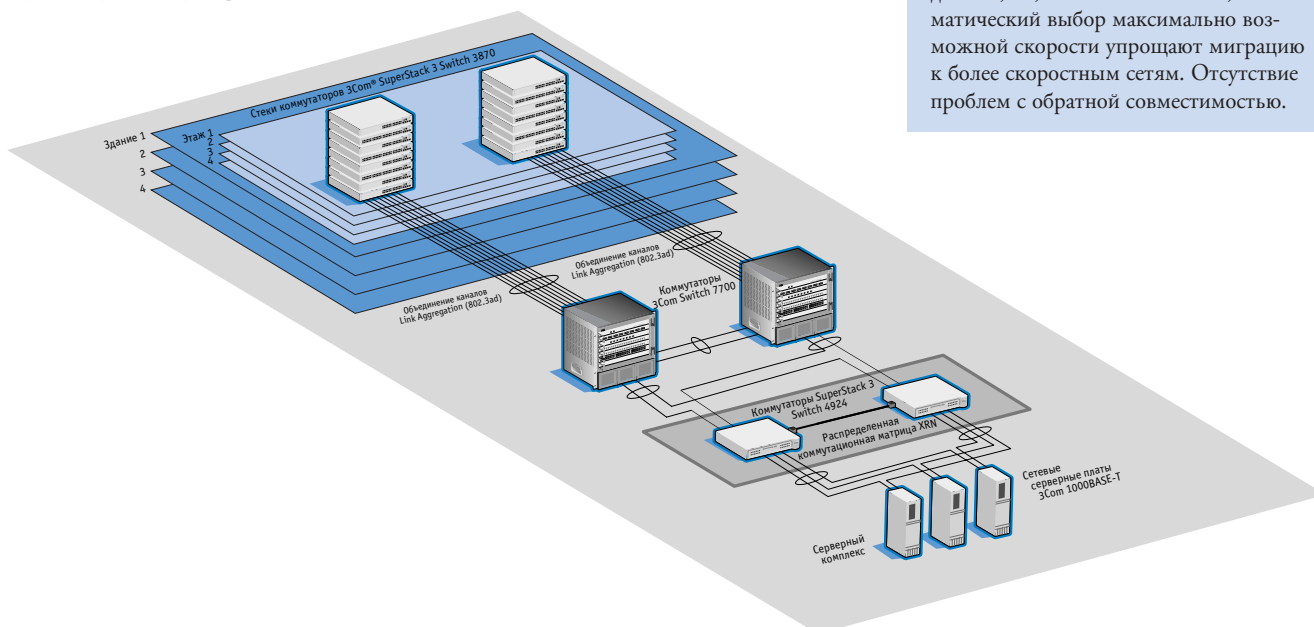 матический выбор максимально воз-
можной скорости упрощают миграцию
к более скоростным сетям. Отсутствие
проблем с обратной совместимостью.
Стеки коммутаторов 3Com® SuperStack 3 Switch 3870
Здание 1
2
3
4
Этаж 1
2
3
4
Объединение каналов
Link Aggregation (802.3ad)
Объединение каналов
Link Aggregation (802.3ad)
Коммутаторы
3Com Switch 7700
Коммутаторы SuperStack 3
Switch 4924
Распределенная
коммутационная матрица XRN
Сетевые
серверные платы
3Com 1000BASE-T
Серверный
комплекс